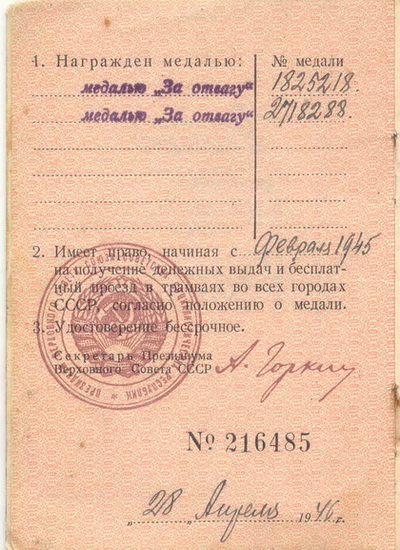 1. Награжден медалью: № медали
медалью „За отвагу“ 1825218.
медалью „За отвагу“ 2718288.
2. Имеет право, начиная с Февраля 1945
на получение денежных выдач и бесплат-
ный проезд в трамваях во всех городах
СССР, согласно положению о медали.
3. Удостоверение бессрочное.
Секретарь Президиума
Верховного Совета СССР А. Горкин
№ 216485
„28“ Апреля 1946 г.